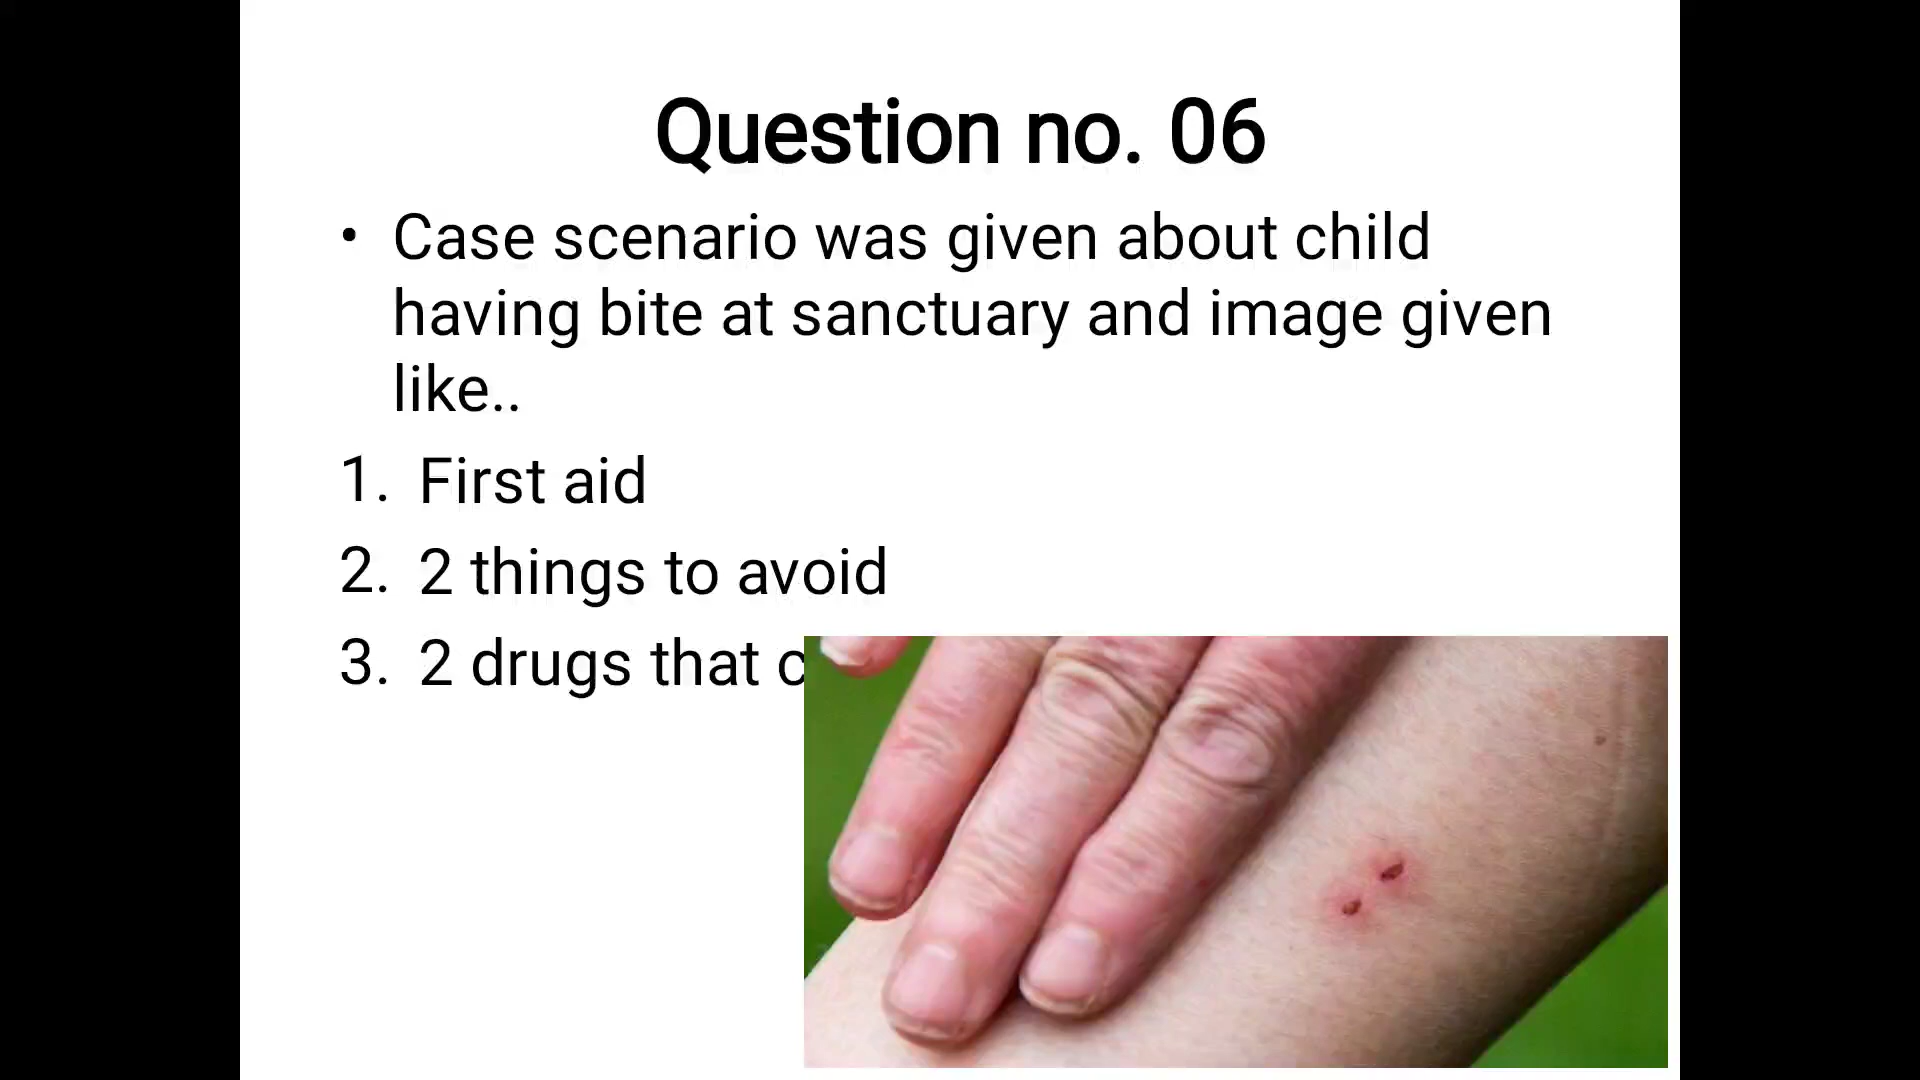 Question no. 06
• Case scenario was given about child
having bite at sanctuary and image given
like..
1. First aid
2. 2 things to avoid
3. 2 drugs that